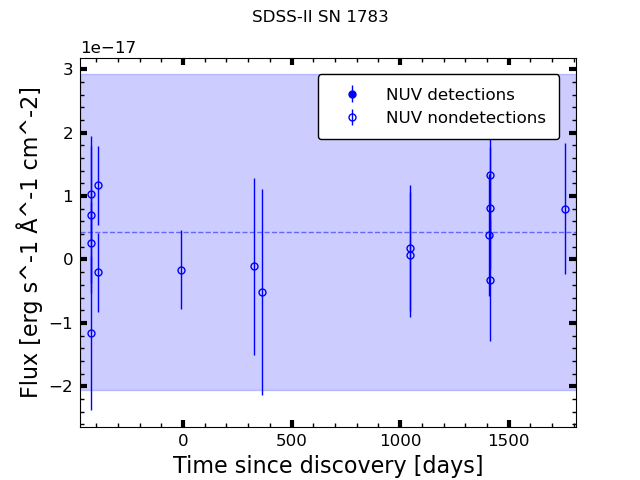 SDSS-II SN 1783
1e−17
NUV detections
NUV nondetections
3
2
1
0
−1
−2
Flux [erg s^-1 Å^-1 cm^-2]
0 500 1000 1500
Time since discovery [days]